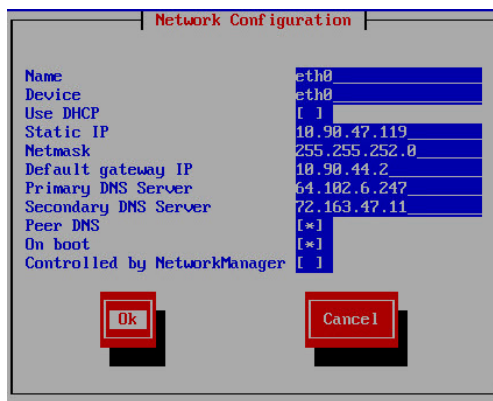 Network Configuration
Name eth0
Device eth0
Use DHCP [ ]
Static IP 10.90.47.119
Netmask 255.255.252.0
Default gateway IP 10.90.44.2
Primary DNS Server 64.102.6.247
Secondary DNS Server 72.163.47.11
Peer DNS [*]
On boot [*]
Controlled by NetworkManager [ ]
Ok Cancel